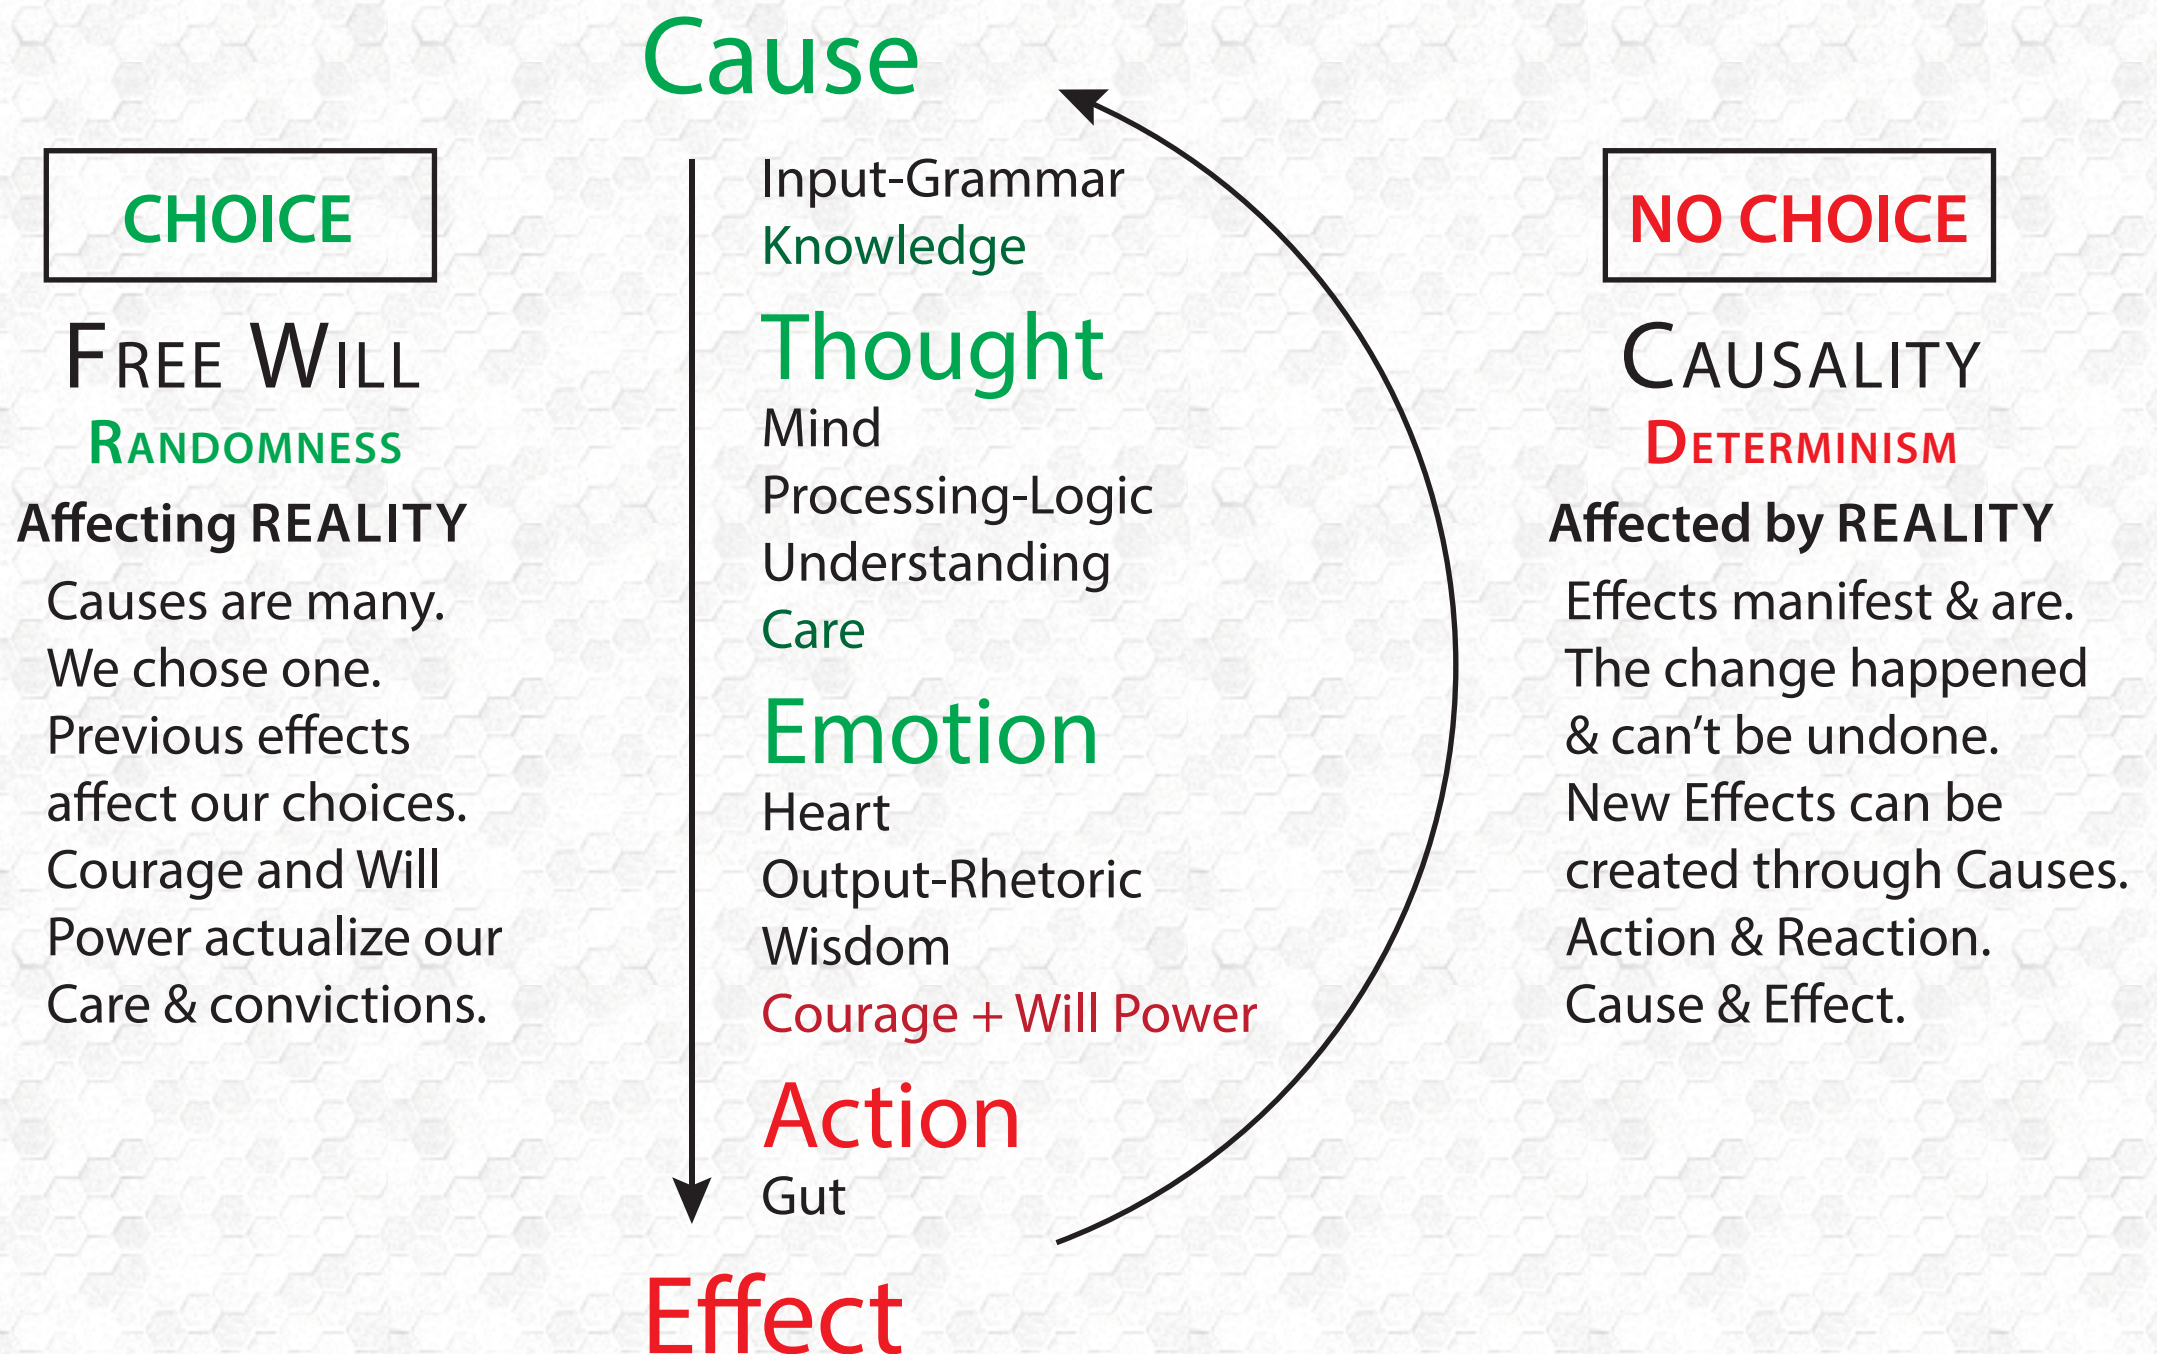 Cause
CHOICE
FREE WILL
RANDOMNESS
Affecting REALITY
Causes are many.
We chose one.
Previous effects
affect our choices.
Courage and Will
Power actualize our
Care & convictions.
Input-Grammar
Knowledge
Thought
Mind
Processing-Logic
Understanding
Care
Emotion
Heart
Output-Rhetoric
Wisdom
Courage + Will Power
Action
Gut
Effect
NO CHOICE
CAUSALITY
DETERMINISM
Affected by REALITY
Effects manifest & are.
The change happened
& can’t be undone.
New Effects can be
created through Causes.
Action & Reaction.
Cause & Effect.